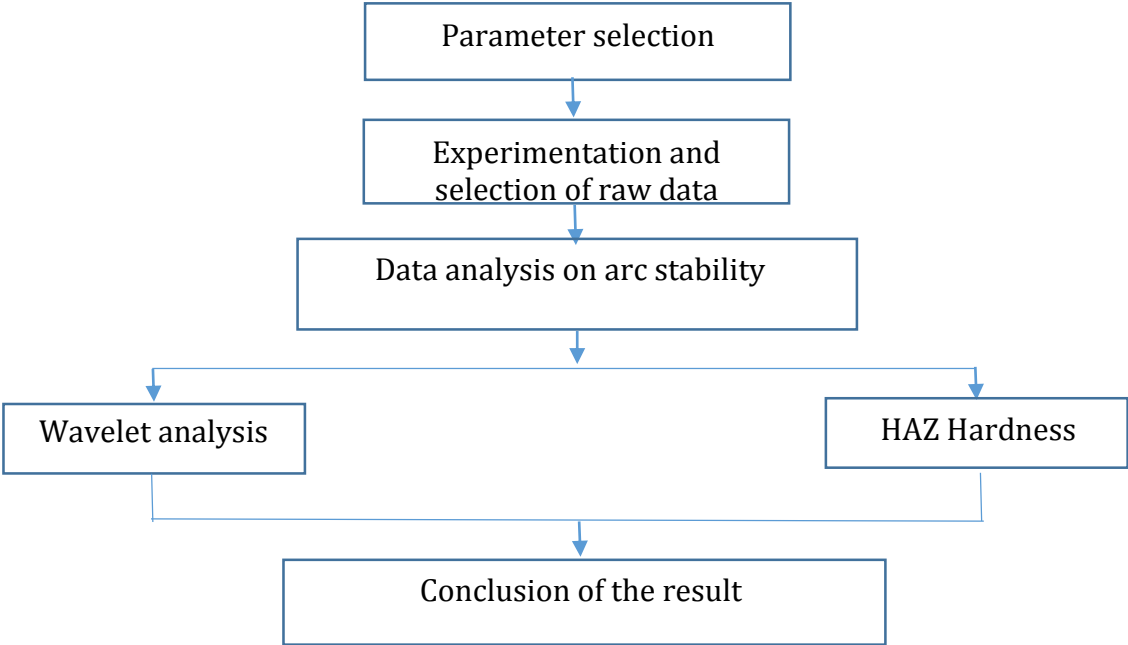 Parameter selection
Experimentation and
selection of raw data
Data analysis on arc stability
Wavelet analysis
HAZ Hardness
Conclusion of the result